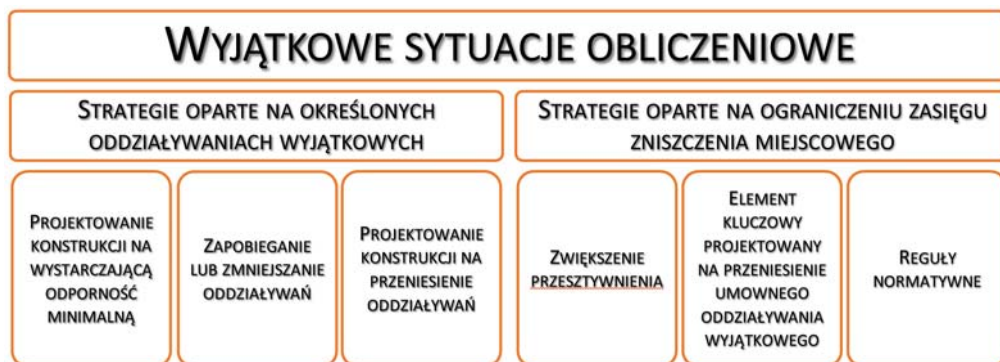 WYJĄTKOWE SYTUACJE OBLICZENIOWE
STRATEGIE OPARTE NA OKREŚLONYCH
ODDZIAŁYWANIACH WYJĄTKOWYCH
STRATEGIE OPARTE NA OGRANICZENIU ZASIĘGU
ZNISZCZENIA MIEJSCOWEGO
PROJEKTOWANIE
KONSTRUKCJI NA
WYSTARCZAJĄCĄ
ODPORNOŚĆ
MINIMALNĄ
ZAPOBIEGANIE
LUB ZMNIEJSZANIE
ODDZIAŁYWAŃ
PROJEKTOWANIE
KONSTRUKCJI NA
PRZENIESIENIE
ODDZIAŁYWAŃ
ZWIĘKSZENIE
PRZESZTYWNIENIA
ELEMENT
KLUCZOWY
PROJEKTOWANY
NA PRZENIESIENIE
UMOWNEGO
ODDZIAŁYWANIA
WYJĄTKOWEGO
REGUŁY
NORMATYWNE